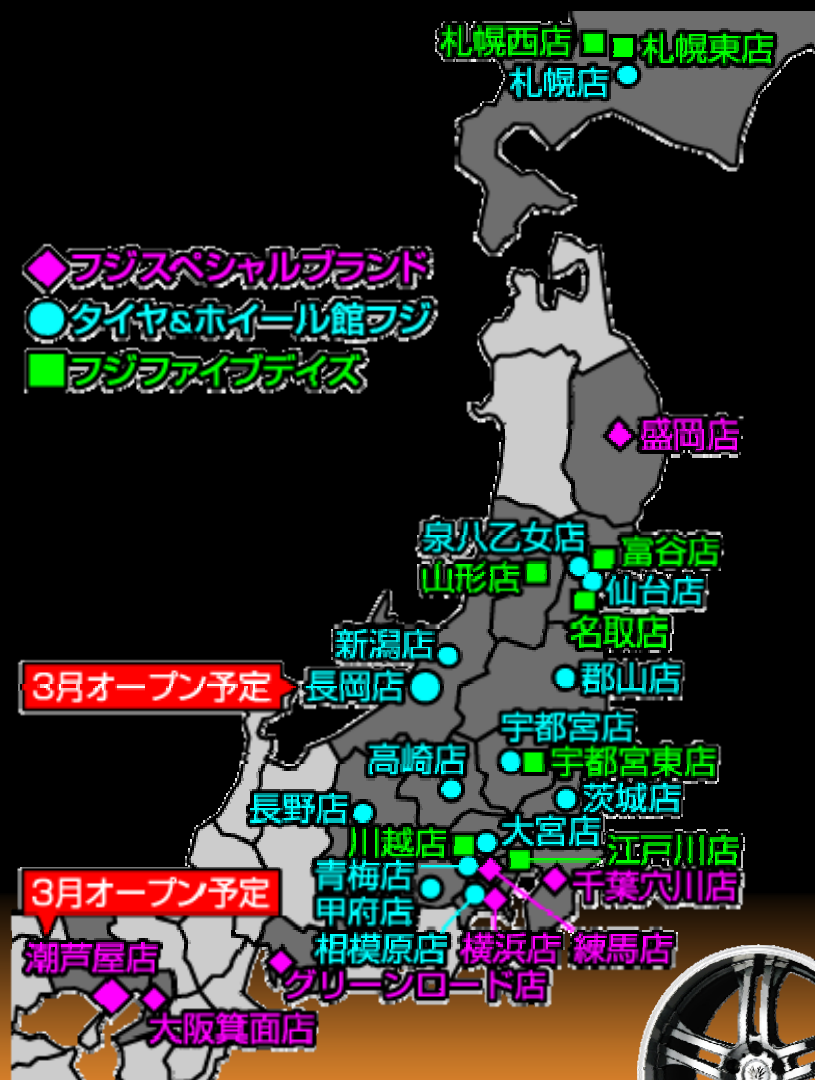 札幌西店
札幌東店
札幌店
フジスペシャルブランド
タイヤ&ホイール館フジ
フジファイブデイズ
盛岡店
泉八乙女店
富谷店
山形店
仙台店
名取店
新潟店
3月オープン予定
長岡店
郡山店
宇都宮店
高崎店
宇都宮東店
長野店
茨城店
川越店
大宮店
江戸川店
青梅店
3月オープン予定
千葉穴川店
甲府店
潮芦屋店
相模原店
横浜店
練馬店
グリーンロード店
大阪箕面店